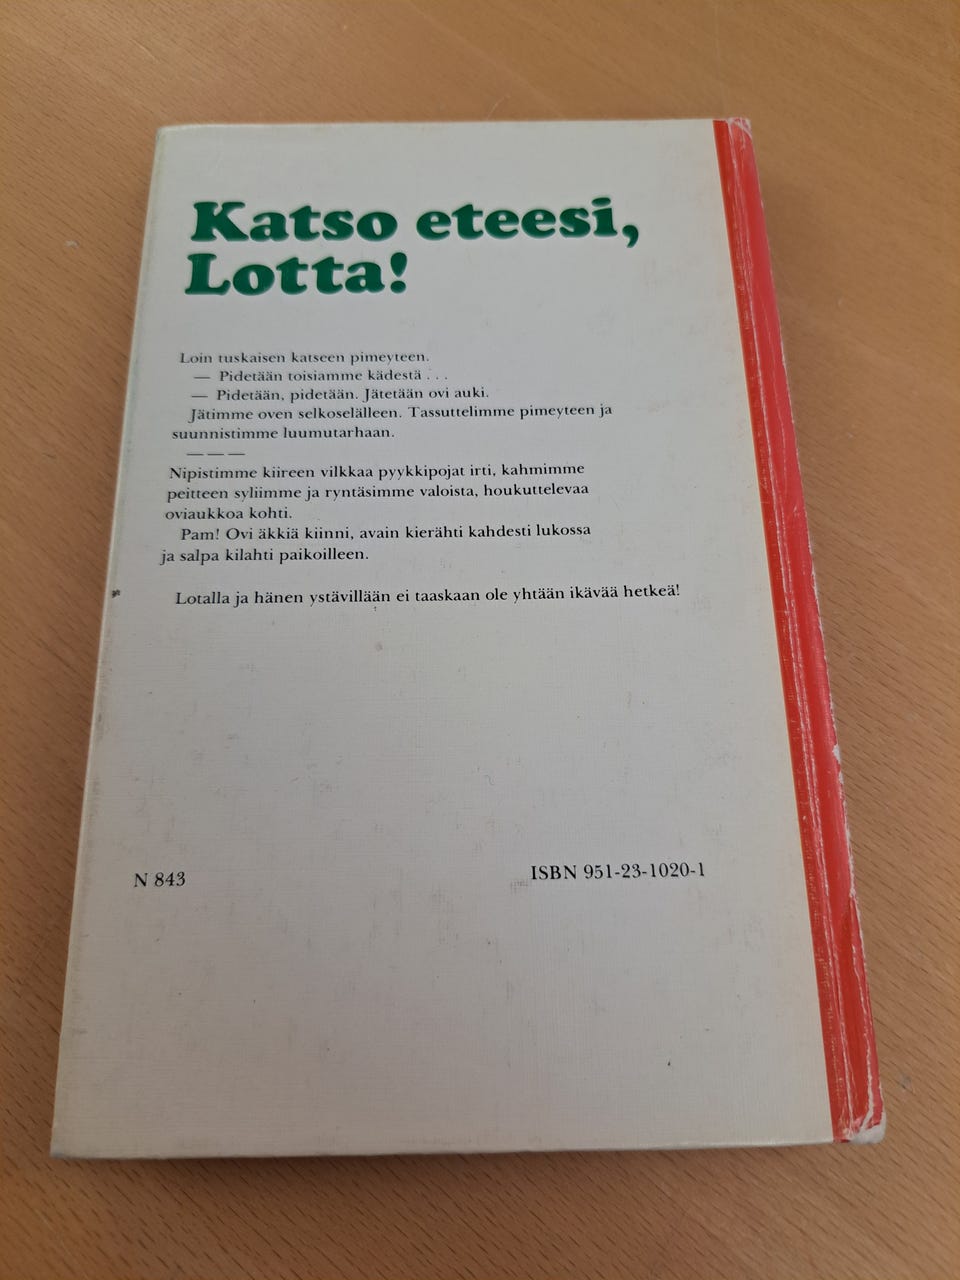 Katso eteesi,
Lotta!
Loin tuskaisen katseen pimeyteen.
— Pidetään toisiamme kädestä . . .
— Pidetään, pidetään. Jätetään ovi auki.
Jätimme oven selkoselälleen. Tassuttelimme pimeyteen ja
suunnistimme luumutarhaan.
— — —
Nipistimme kiireen vilkkaa pyykkipojat irti, kahmimme
peitteen syliimme ja ryntäsimme valoista, houkuttelevaa
oviaukkoa kohti.
Pam! Ovi äkkiä kiinni, avain kierähti kahdesti lukossa
ja salpa kilahti paikoilleen.
Lotalla ja hänen ystävillään ei taaskaan ole yhtään ikävää hetkeä!
N 843
ISBN 951-23-1020-1